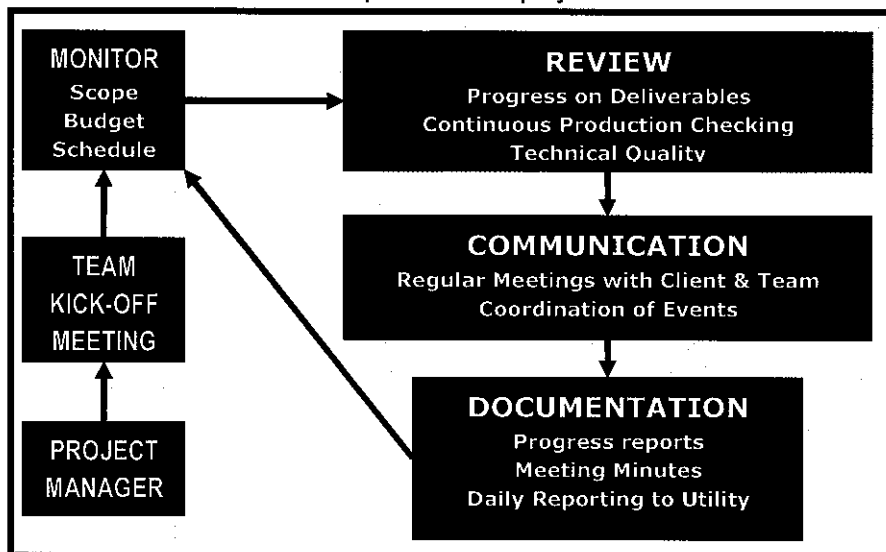 MONITOR
Scope
Budget
Schedule
TEAM
KICK-OFF
MEETING
PROJECT
MANAGER
REVIEW
Progress on Deliverables
Continuous Production Checking
Technical Quality
COMMUNICATION
Regular Meetings with Client & Team
Coordination of Events
DOCUMENTATION
Progress reports
Meeting Minutes
Daily Reporting to Utility